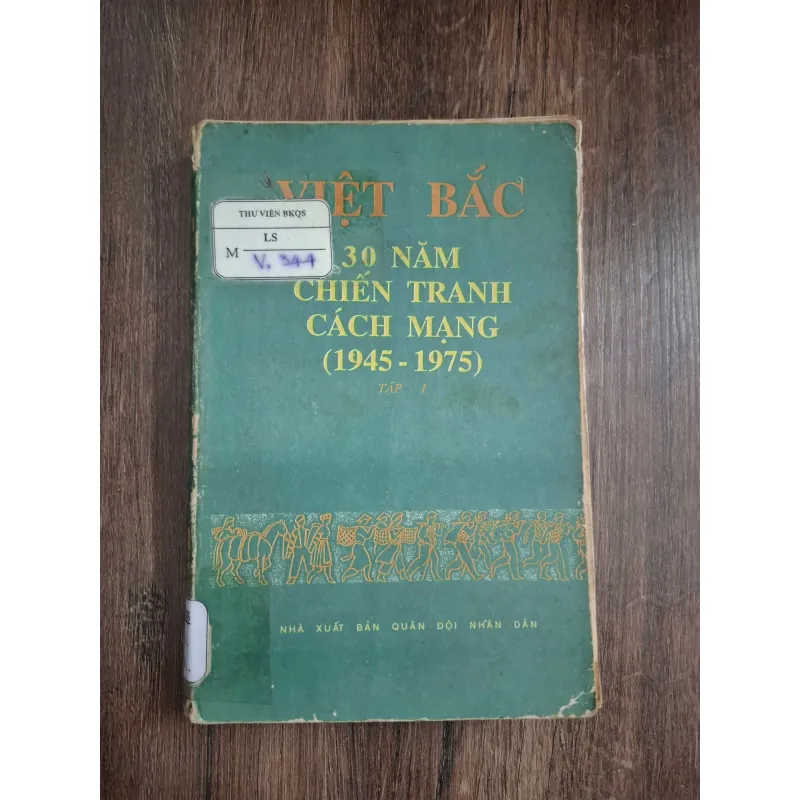 VIỆT BẮC
THƯ VIỆN BKQS
LS
M
V. 344
30 NĂM
CHIẾN TRANH
CÁCH MẠNG
(1945 - 1975)
TẬP I
NHÀ XUẤT BẢN QUÂN ĐỘI NHÂN DÂN